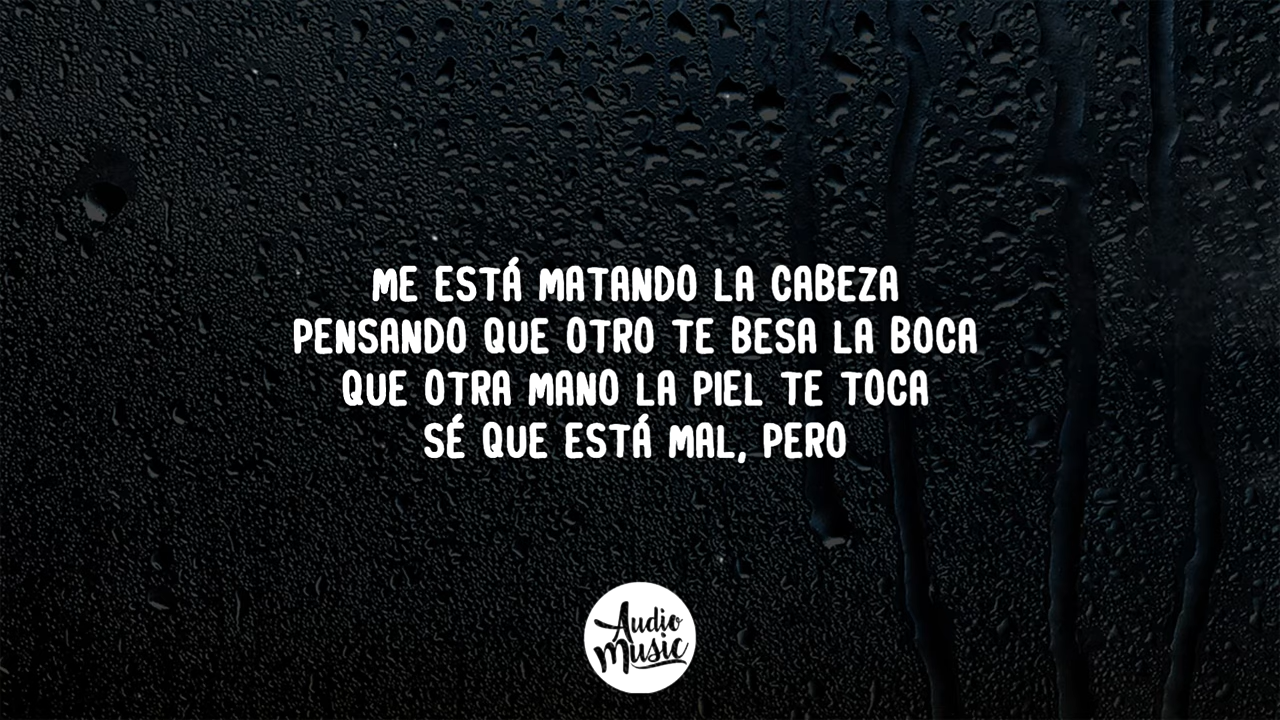 ME ESTÁ MATANDO LA CABEZA
PENSANDO QUE OTRO TE BESA LA BOCA
QUE OTRA MANO LA PIEL TE TOCA
SÉ QUE ESTÁ MAL, PERO
Audio
Music